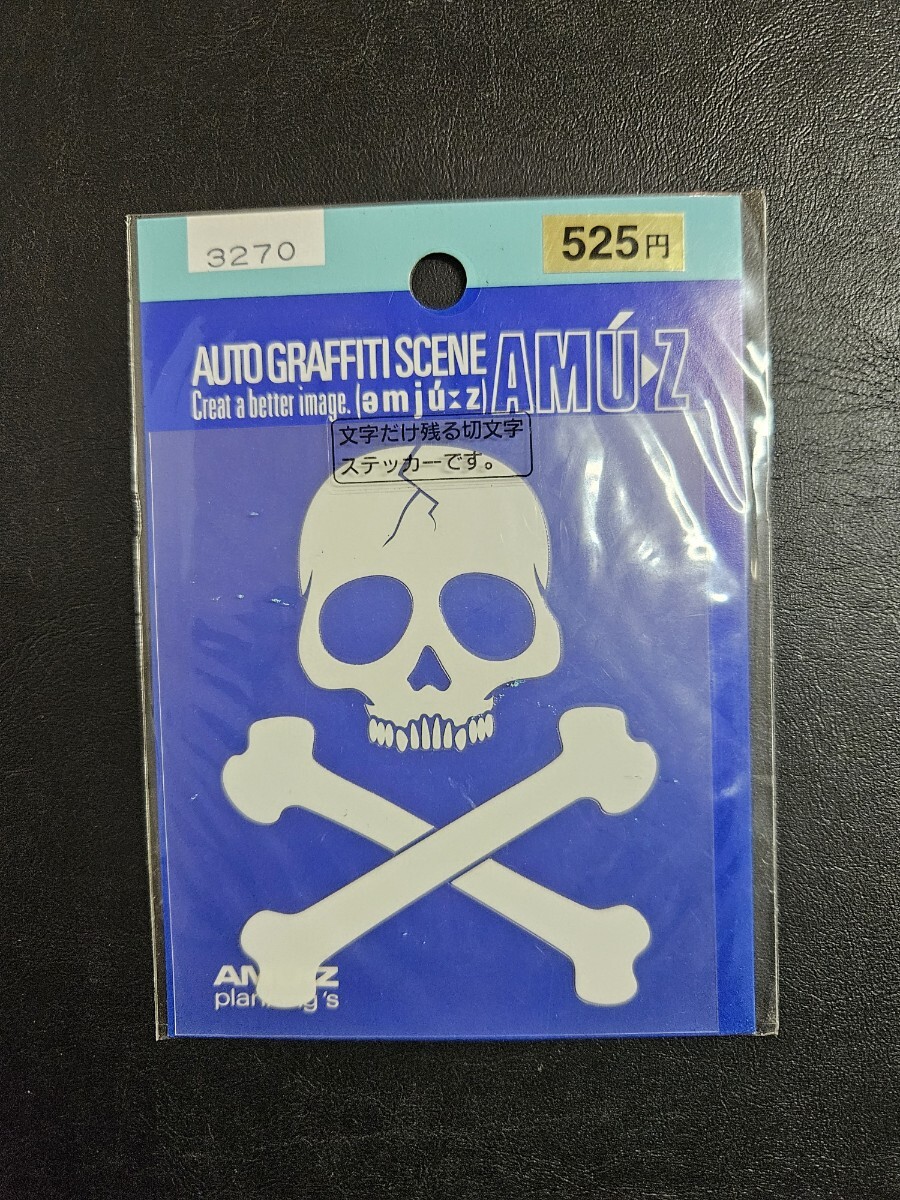 3270
525円
AUTO GRAFFITI SCENE
Creat a better image. (əmjú:z)
AMÚ▸Z
文字だけ残る切文字
ステッカーです。